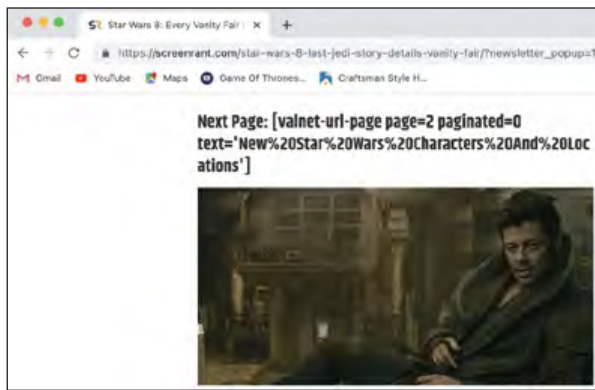 Star Wars 8: Every Vanity Fair
https://screenrant.com/star-wars-8-last-jedi-story-details-vanity-fair/?newsletter_popup=1
Gmail YouTube Maps Game Of Thrones... Craftsman Style H...
Next Page: [valnet-url-page page=2 paginated=0
text='New%20Star%20Wars%20Characters%20And%20Loc
ations']